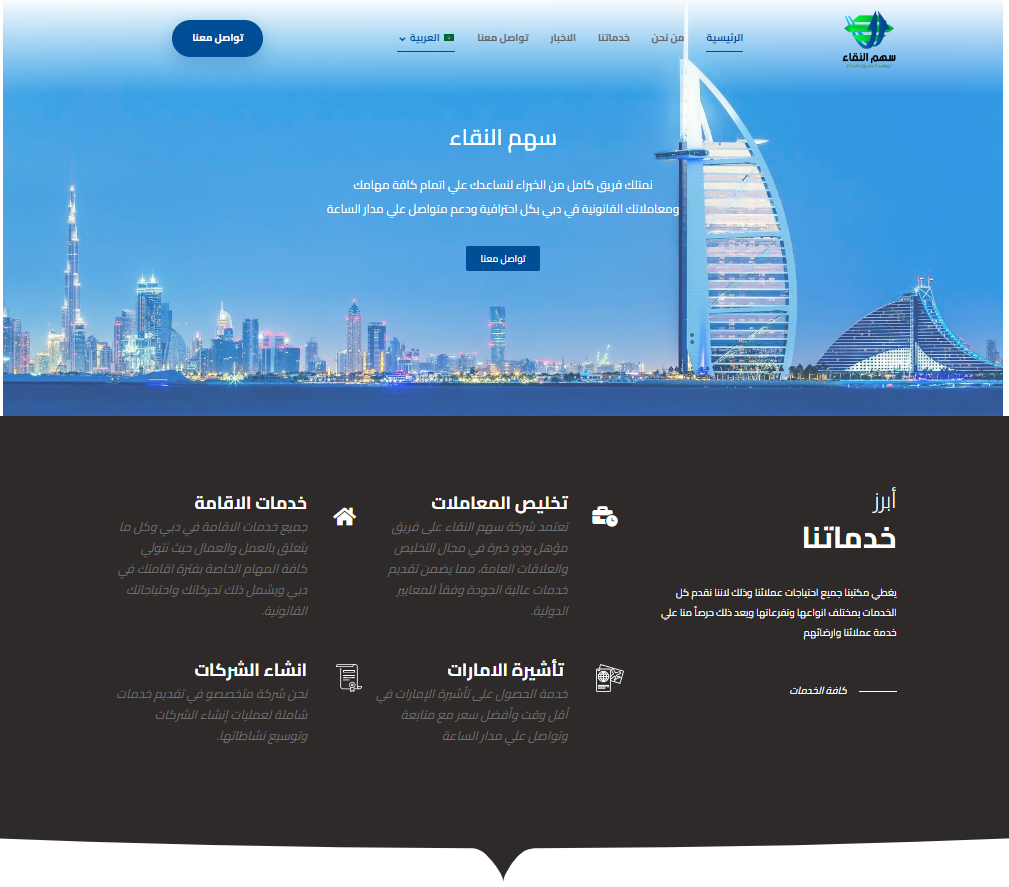 سهم النقاء
الرئيسية
من نحن
خدماتنا
الاخبار
تواصل معنا
العربية
تواصل معنا
سهم النقاء
نمتلك فريق كامل من الخبراء لنساعدك علي اتمام كافة مهامك
ومعاملاتك القانونية في دبي بكل احترافية ودعم متواصل علي مدار الساعة
تواصل معنا
أبرز
خدماتنا
يغطي مكتبنا جميع احتياجات عملائنا وذلك لاننا نقدم كل
الخدمات بمختلف انواعها وتفرعاتها ويعد ذلك حرصاً منا علي
خدمة عملائنا وارضائهم
كافة الخدمات
تخليص المعاملات
تعتمد شركة سهم النقاء على فريق
مؤهل وذو خبرة في مجال التخليص
والعلاقات العامة، مما يضمن تقديم
خدمات عالية الجودة وفقاً للمعايير
الدولية.
خدمات الاقامة
جميع خدمات الاقامة في دبي وكل ما
يتعلق بالعمل والعمال حيث نتولي
كافة المهام الخاصة بفترة اقامتك في
دبي ويشمل ذلك تحركاتك واحتياجاتك
القانونية.
تأشيرة الامارات
خدمة الحصول على تأشيرة الإمارات في
أقل وقت وأفضل سعر مع متابعة
وتواصل علي مدار الساعة
انشاء الشركات
نحن شركة متخصصو في تقديم خدمات
شاملة لعمليات إنشاء الشركات
وتوسيع نشاطاتها.